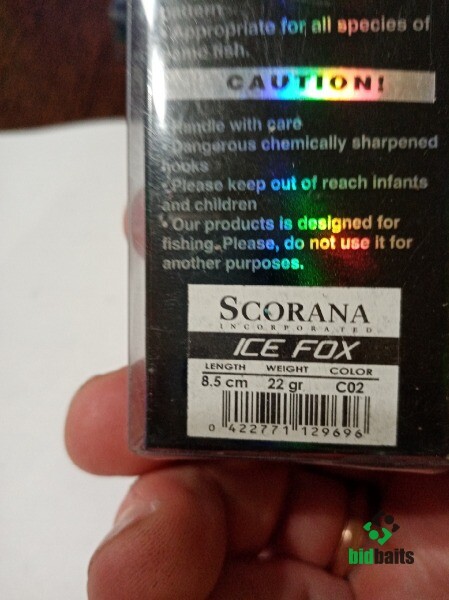 pattern.
• Appropriate for all species of
game fish.
CAUTION!
• Handle with care
• Dangerous chemically sharpened
hooks
• Please keep out of reach infants
and children
• Our products is designed for
fishing. Please, do not use it for
another purposes.
SCORANA
INCORPORATED
ICE FOX
LENGTH WEIGHT COLOR
8.5 cm 22 gr C02
0 422771 129696
bidbaits